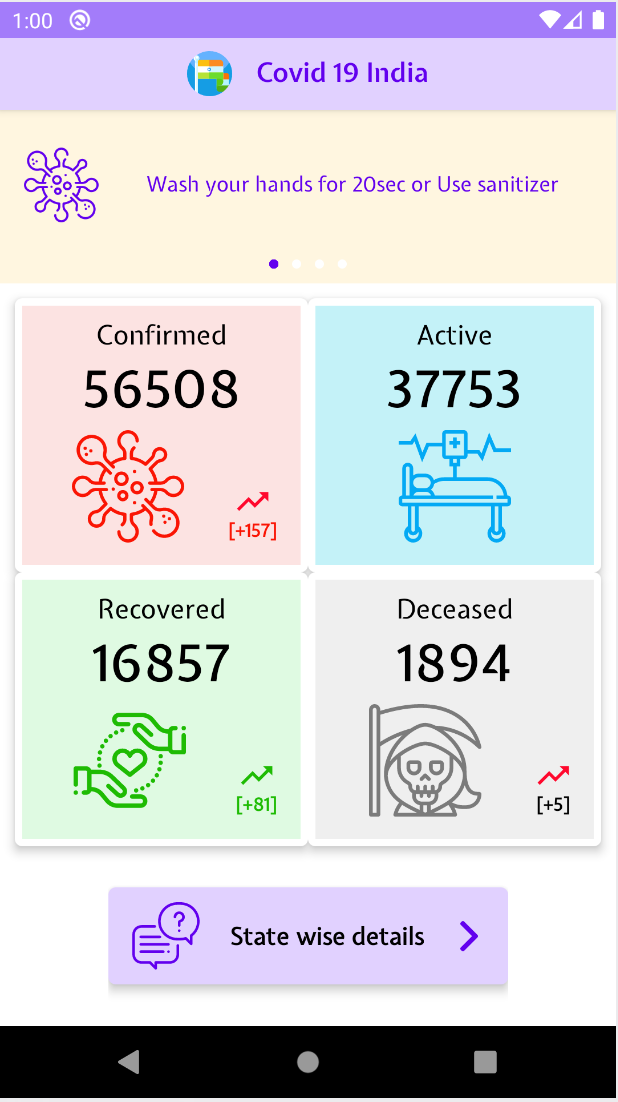 1:00
Covid 19 India
Wash your hands for 20sec or Use sanitizer
Confirmed
56508
[+157]
Active
37753
Recovered
16857
[+81]
Deceased
1894
[+5]
?
State wise details